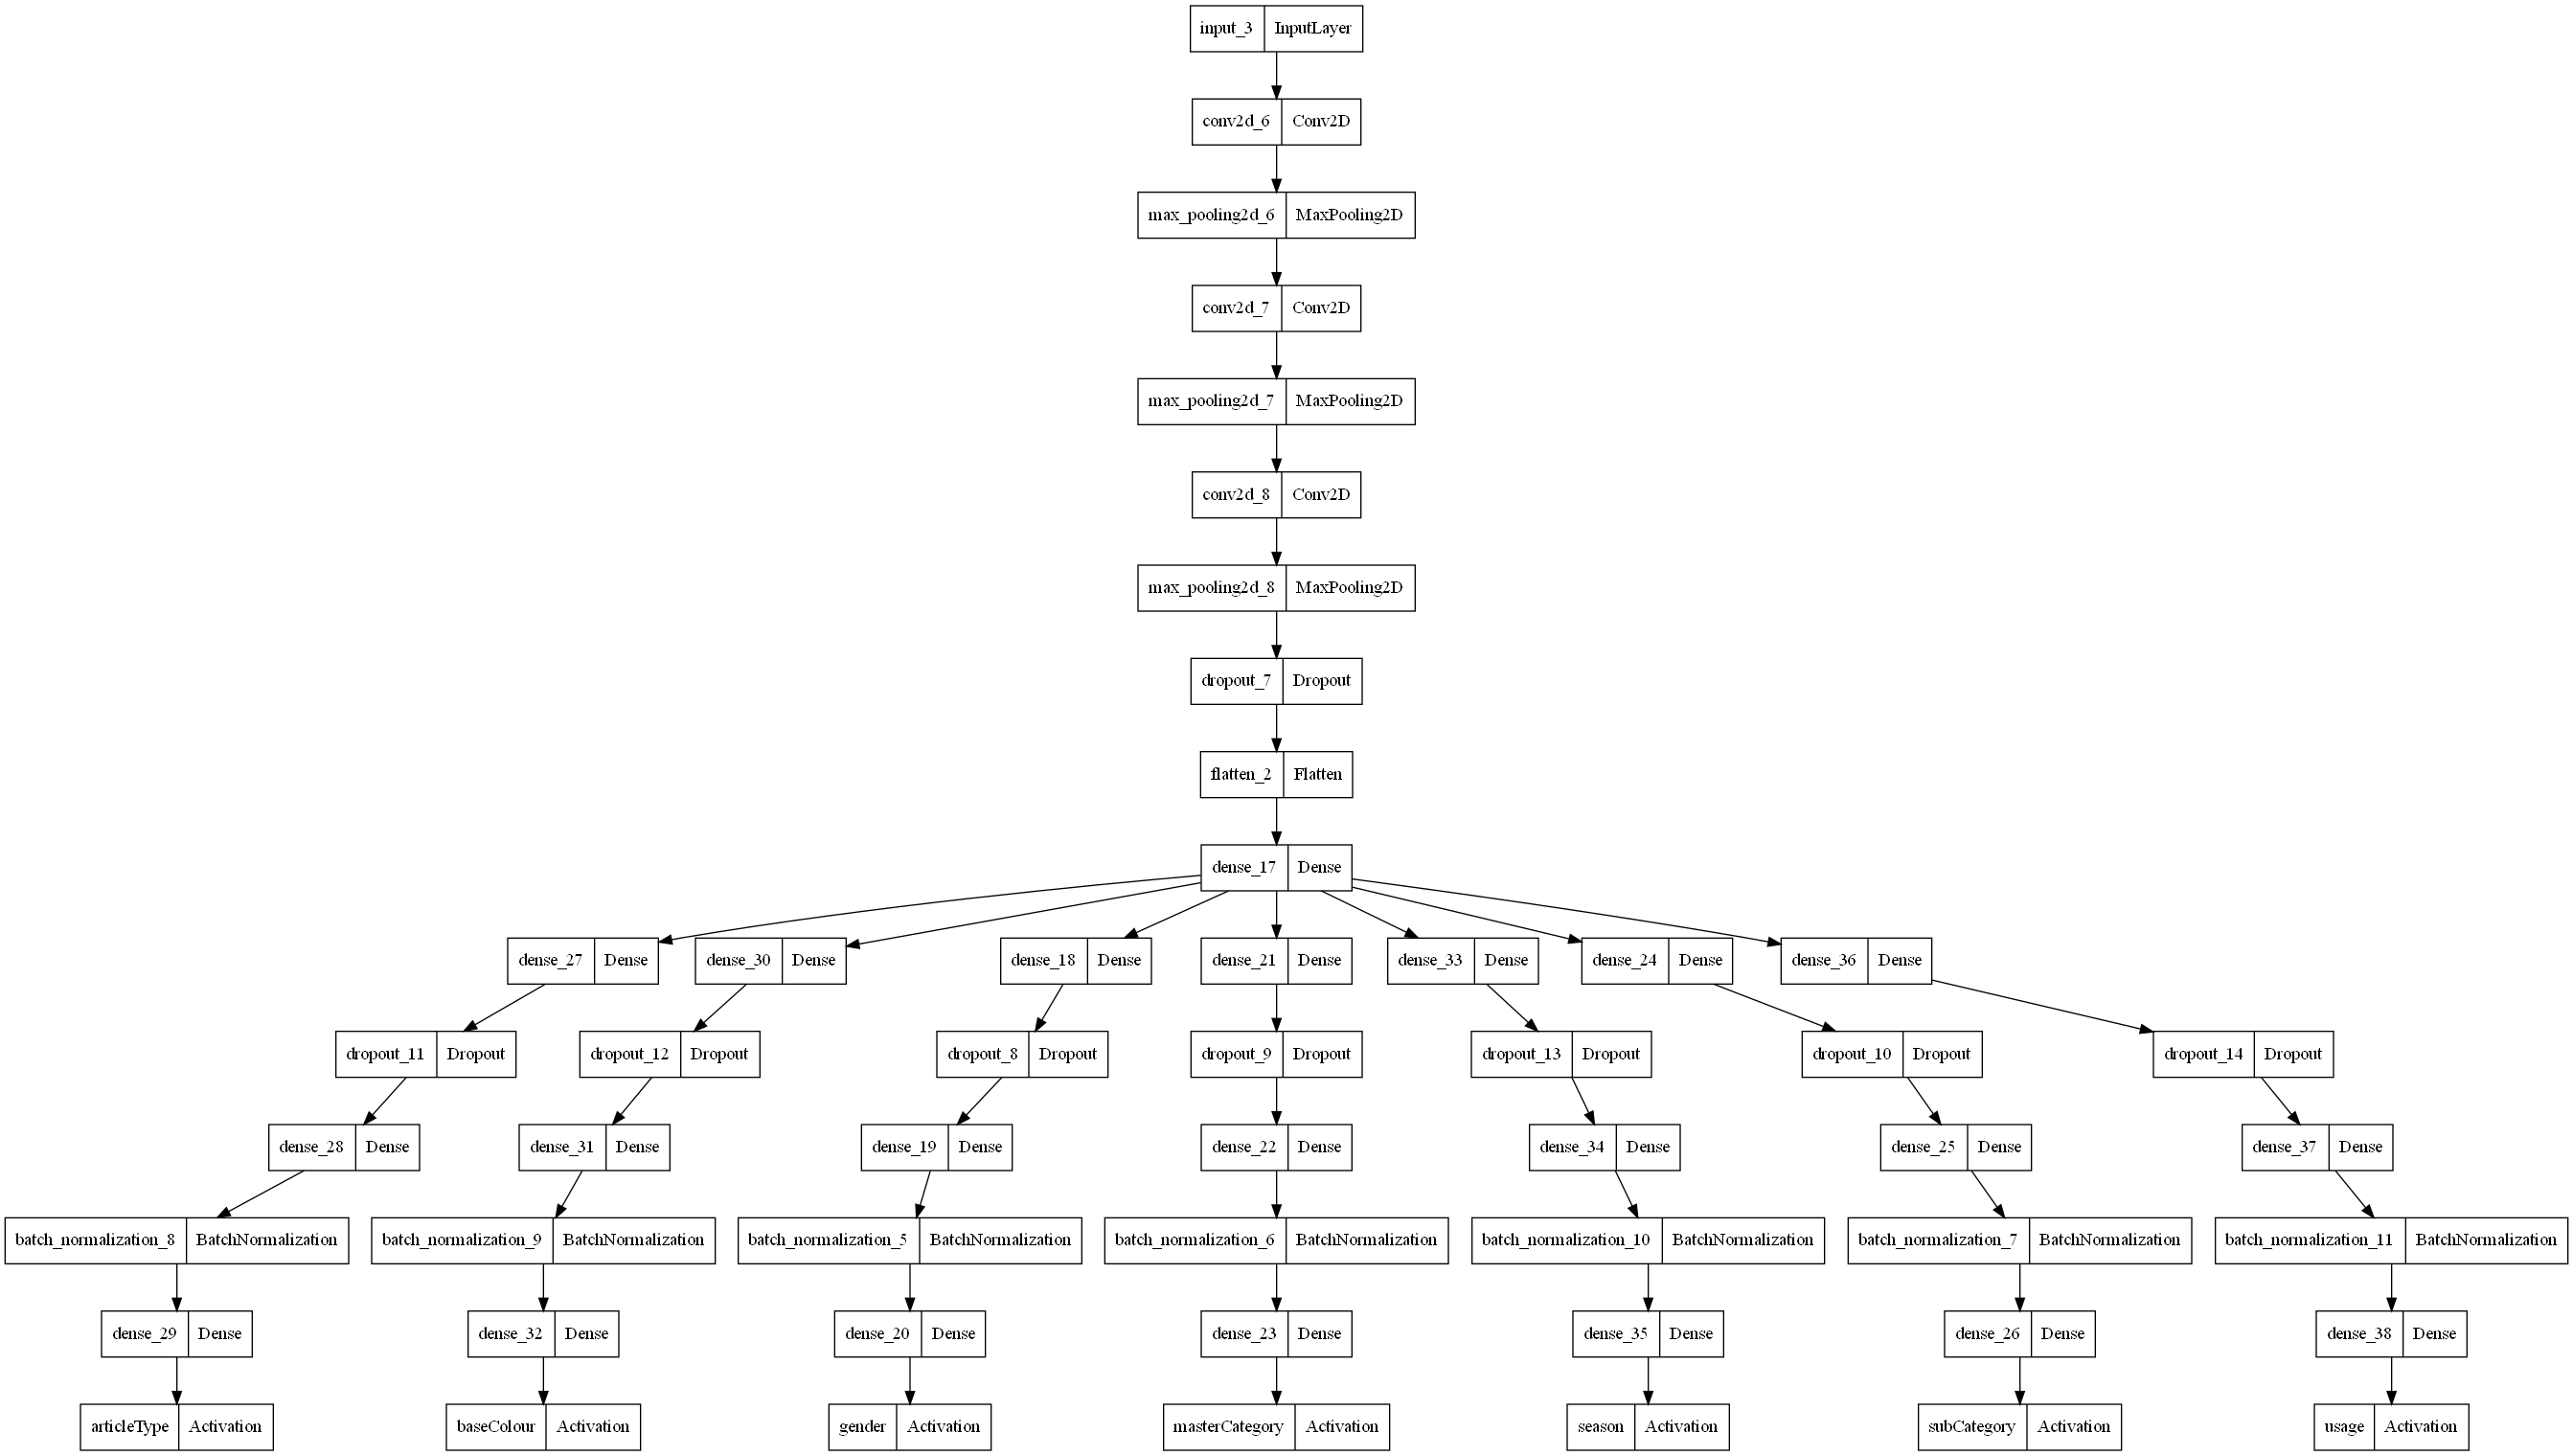 input_3 InputLayer
conv2d_6 Conv2D
max_pooling2d_6 MaxPooling2D
conv2d_7 Conv2D
max_pooling2d_7 MaxPooling2D
conv2d_8 Conv2D
max_pooling2d_8 MaxPooling2D
dropout_7 Dropout
flatten_2 Flatten
dense_17 Dense
dense_27 Dense dense_30 Dense dense_18 Dense dense_21 Dense dense_33 Dense dense_24 Dense dense_36 Dense
dropout_11 Dropout dropout_12 Dropout dropout_8 Dropout dropout_9 Dropout dropout_13 Dropout dropout_10 Dropout dropout_14 Dropout
dense_28 Dense dense_31 Dense dense_19 Dense dense_22 Dense dense_34 Dense dense_25 Dense dense_37 Dense
batch_normalization_8 BatchNormalization batch_normalization_9 BatchNormalization batch_normalization_5 BatchNormalization batch_normalization_6 BatchNormalization batch_normalization_10 BatchNormalization batch_normalization_7 BatchNormalization batch_normalization_11 BatchNormalization
dense_29 Dense dense_32 Dense dense_20 Dense dense_23 Dense dense_35 Dense dense_26 Dense dense_38 Dense
articleType Activation baseColour Activation gender Activation masterCategory Activation season Activation subCategory Activation usage Activation